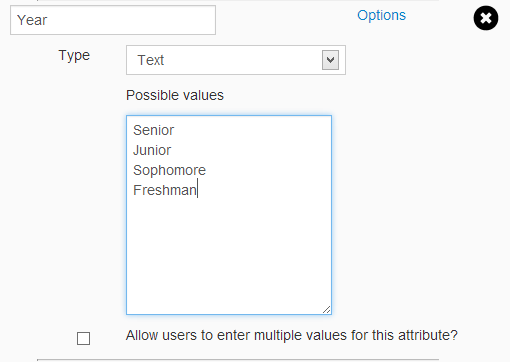 Year Options
Type Text
Possible values
Senior
Junior
Sophomore
Freshman
Allow users to enter multiple values for this attribute?